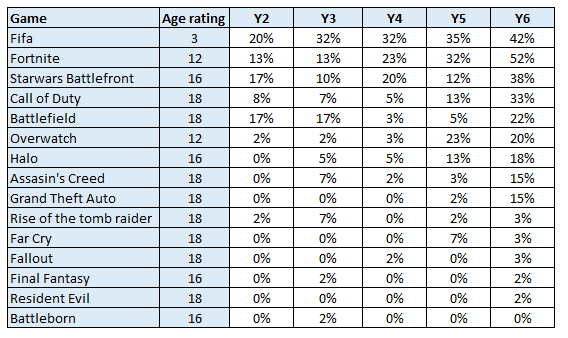 Game Age rating Y2 Y3 Y4 Y5 Y6
Fifa 3 20% 32% 32% 35% 42%
Fortnite 12 13% 13% 23% 32% 52%
Starwars Battlefront 16 17% 10% 20% 12% 38%
Call of Duty 18 8% 7% 5% 13% 33%
Battlefield 18 17% 17% 3% 5% 22%
Overwatch 12 2% 2% 3% 23% 20%
Halo 16 0% 5% 5% 13% 18%
Assasin's Creed 18 0% 7% 2% 3% 15%
Grand Theft Auto 18 0% 0% 0% 2% 15%
Rise of the tomb raider 18 2% 7% 0% 2% 3%
Far Cry 18 0% 0% 0% 7% 3%
Fallout 18 0% 0% 2% 0% 3%
Final Fantasy 16 0% 2% 0% 0% 2%
Resident Evil 18 0% 0% 0% 0% 2%
Battleborn 16 0% 2% 0% 0% 0%